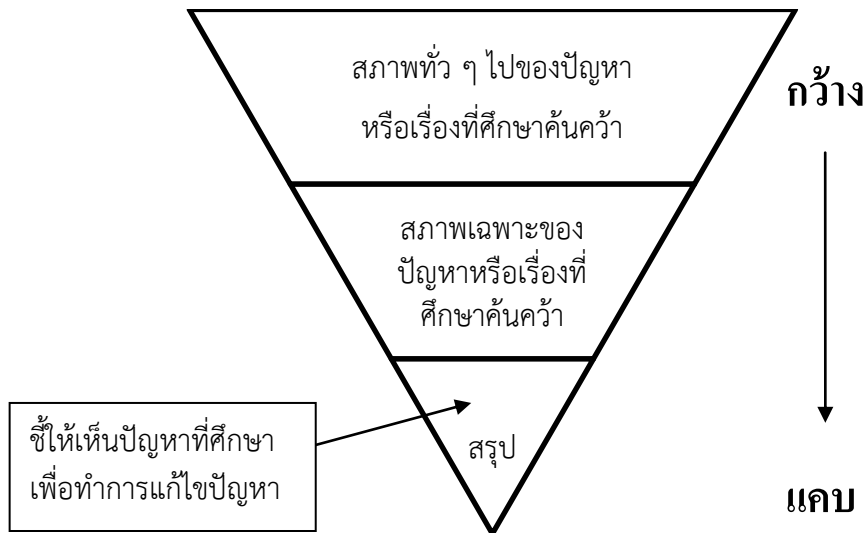 สภาพทั่ว ๆ ไปของปัญหา
หรือเรื่องที่ศึกษาค้นคว้า
กว้าง
สภาพเฉพาะของ
ปัญหาหรือเรื่องที่
ศึกษาค้นคว้า
ชี้ให้เห็นปัญหาที่ศึกษา
เพื่อทำการแก้ไขปัญหา
สรุป
แคบ